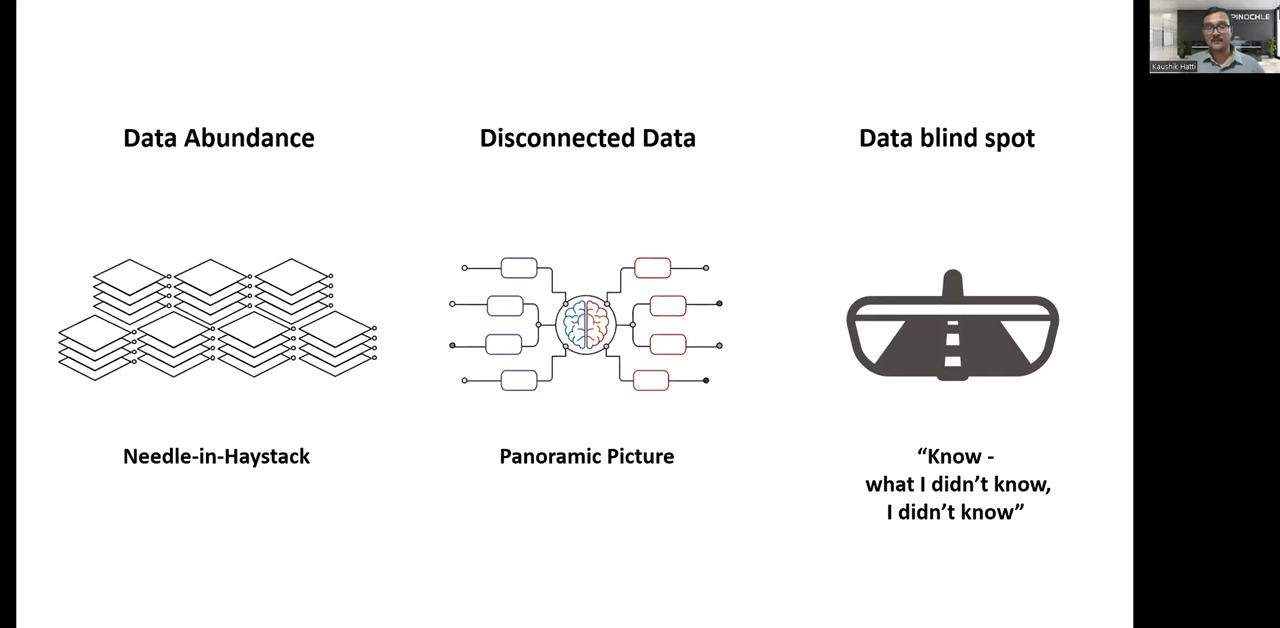 Data Abundance
Disconnected Data
Data blind spot
Needle-in-Haystack
Panoramic Picture
“Know -
what I didn’t know,
I didn’t know”
PINOCHLE
Kaushik Hatti